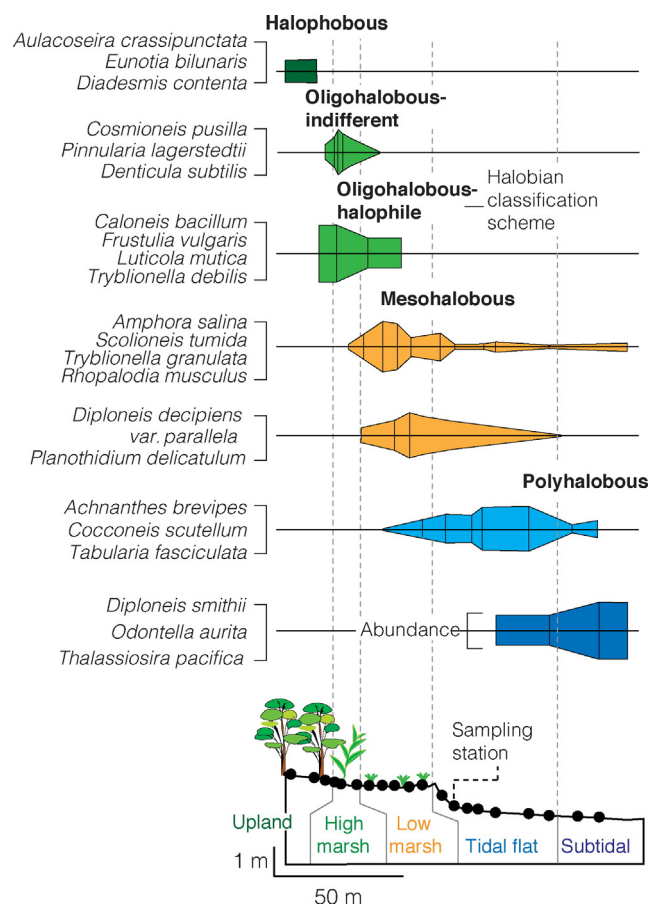 Halophobous
Aulacoseira crassipunctata
Eunotia bilunaris
Diadesmis contenta
Oligohalobous-
indifferent
Cosmioneis pusilla
Pinnularia lagerstedtii
Denticula subtilis
Oligohalobous-
halophile
Halobian
classification
scheme
Caloneis bacillum
Frustulia vulgaris
Luticola mutica
Tryblionella debilis
Mesohalobous
Amphora salina
Scolioneis tumida
Tryblionella granulata
Rhopalodia musculus
Diploneis decipiens
var. parallela
Planothidium delicatulum
Polyhalobous
Achnanthes brevipes
Cocconeis scutellum
Tabularia fasciculata
Diploneis smithii
Odontella aurita
Thalassiosira pacifica
Abundance
Sampling
station
Upland
High
marsh
Low
marsh
Tidal flat
Subtidal
1 m
50 m